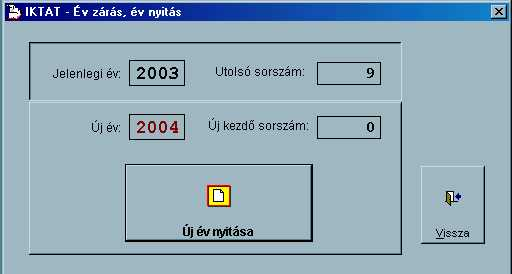 IKTAT - Év zárás, év nyitás
Jelenlegi év: 2003 Utolsó sorszám: 9
Új év: 2004 Új kezdő sorszám: 0
Új év nyitása
Vissza